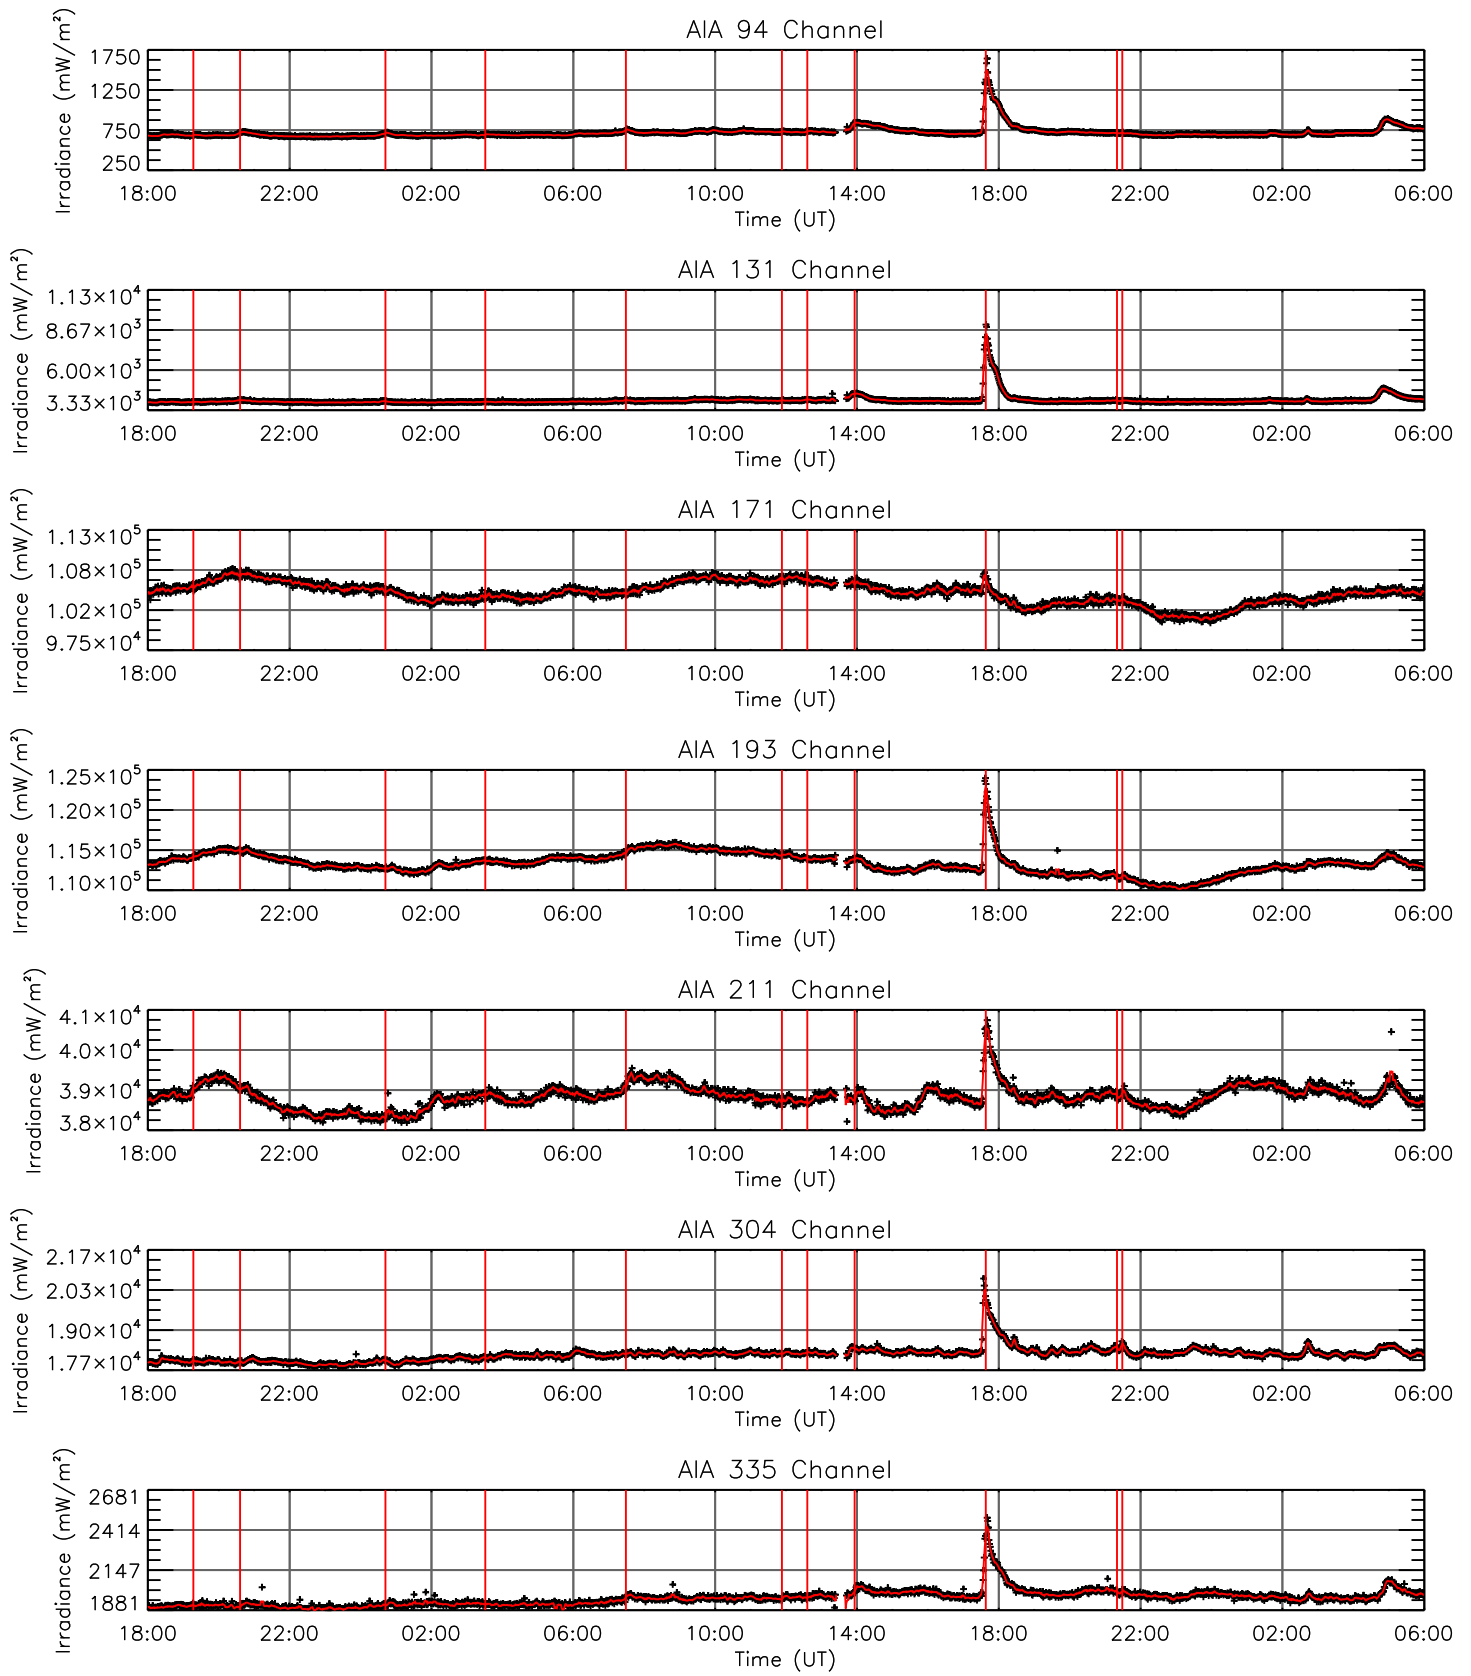 AIA 94 Channel
Irradiance (mW/m²)
1750
1250
750
250
18:00 22:00 02:00 06:00 10:00 14:00 18:00 22:00 02:00 06:00
Time (UT)
AIA 131 Channel
Irradiance (mW/m²)
1.13×10⁴
8.67×10³
6.00×10³
3.33×10³
18:00 22:00 02:00 06:00 10:00 14:00 18:00 22:00 02:00 06:00
Time (UT)
AIA 171 Channel
Irradiance (mW/m²)
1.13×10⁵
1.08×10⁵
1.02×10⁵
9.75×10⁴
18:00 22:00 02:00 06:00 10:00 14:00 18:00 22:00 02:00 06:00
Time (UT)
AIA 193 Channel
Irradiance (mW/m²)
1.25×10⁵
1.20×10⁵
1.15×10⁵
1.10×10⁵
18:00 22:00 02:00 06:00 10:00 14:00 18:00 22:00 02:00 06:00
Time (UT)
AIA 211 Channel
Irradiance (mW/m²)
4.1×10⁴
4.0×10⁴
3.9×10⁴
3.8×10⁴
18:00 22:00 02:00 06:00 10:00 14:00 18:00 22:00 02:00 06:00
Time (UT)
AIA 304 Channel
Irradiance (mW/m²)
2.17×10⁴
2.03×10⁴
1.90×10⁴
1.77×10⁴
18:00 22:00 02:00 06:00 10:00 14:00 18:00 22:00 02:00 06:00
Time (UT)
AIA 335 Channel
Irradiance (mW/m²)
2681
2414
2147
1881
18:00 22:00 02:00 06:00 10:00 14:00 18:00 22:00 02:00 06:00
Time (UT)